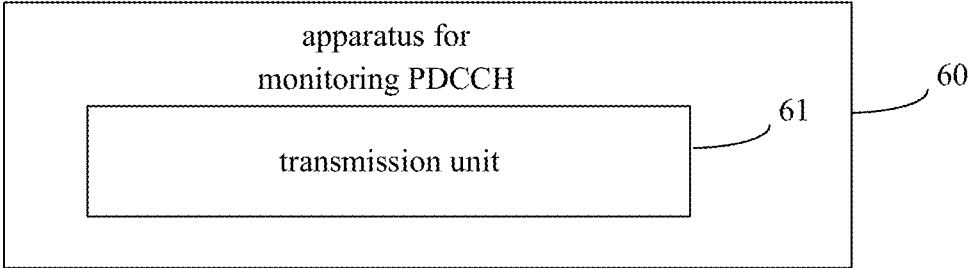 apparatus for
monitoring PDCCH
60
61
transmission unit